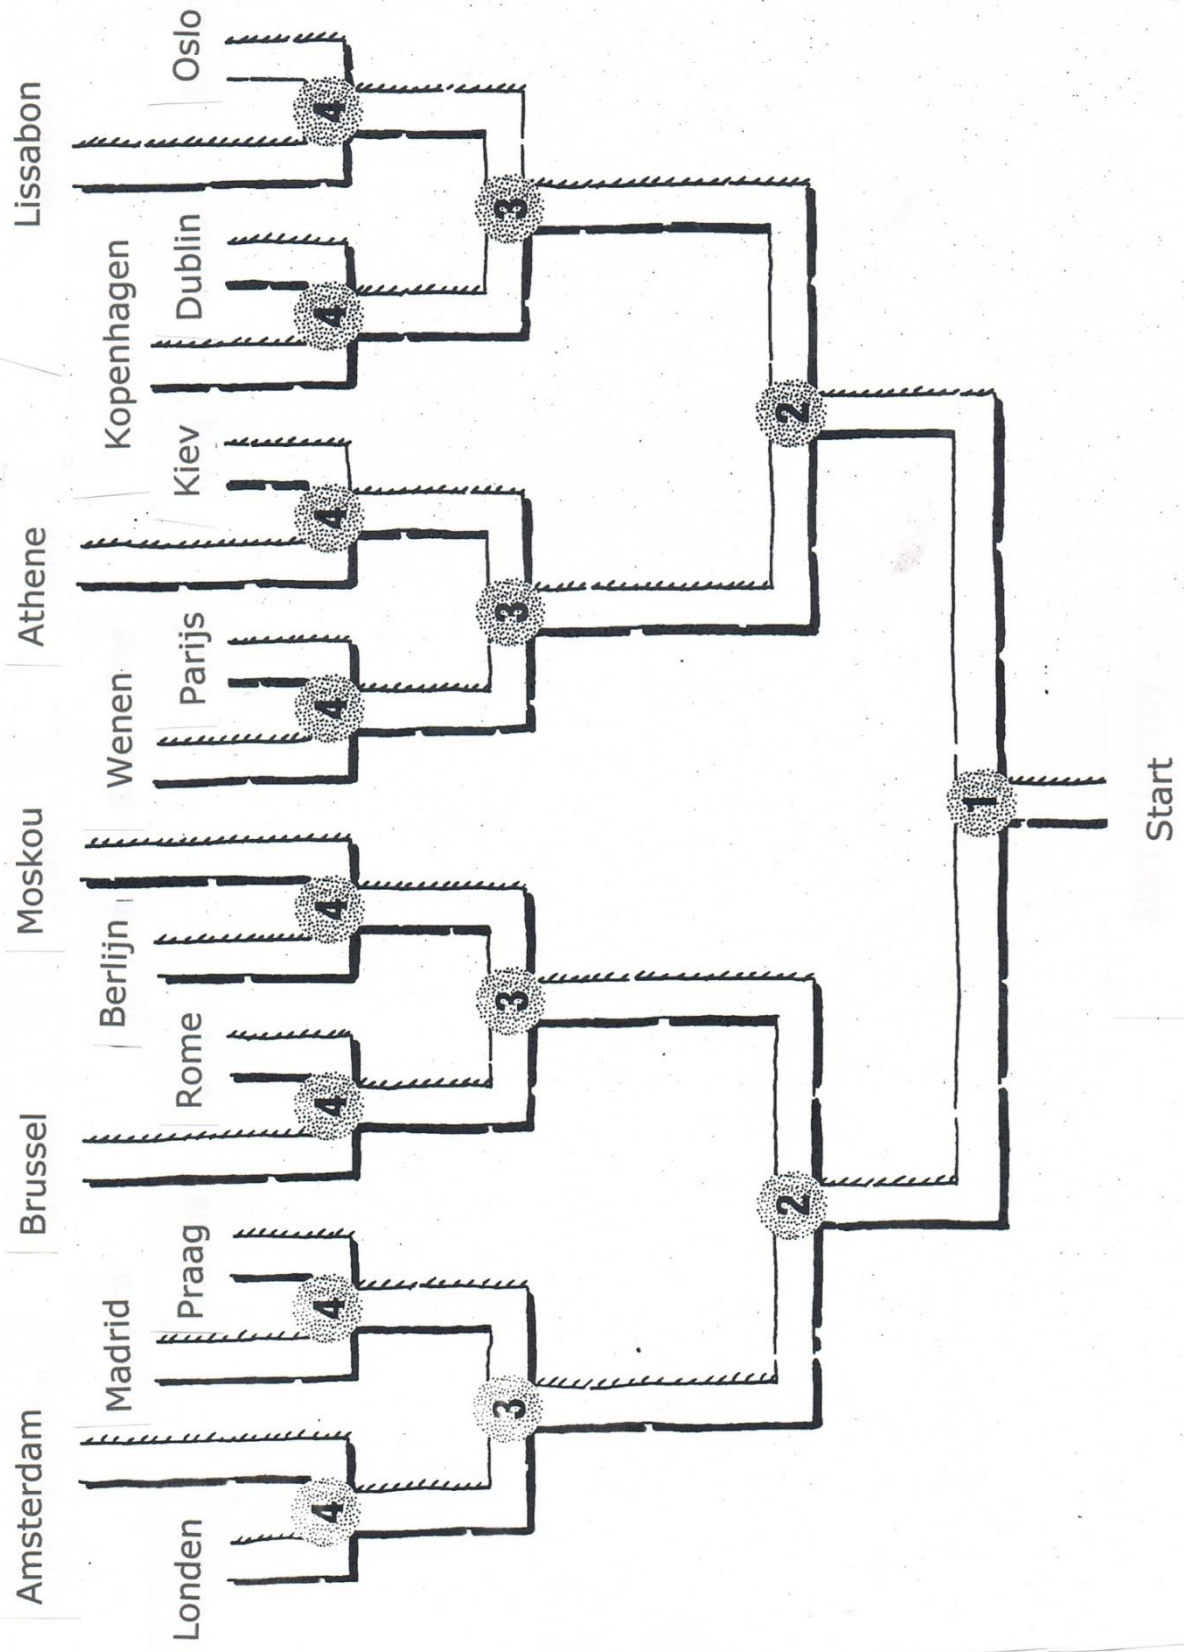 Amsterdam Brussel Moskou Athene Lissabon
Madrid Berlijn Wenen Kopenhagen
Londen Praag Rome Parijs Kiev Dublin Oslo
4 4 4 4 4 4 4 4
3 3 3 3
2 2
1
Start